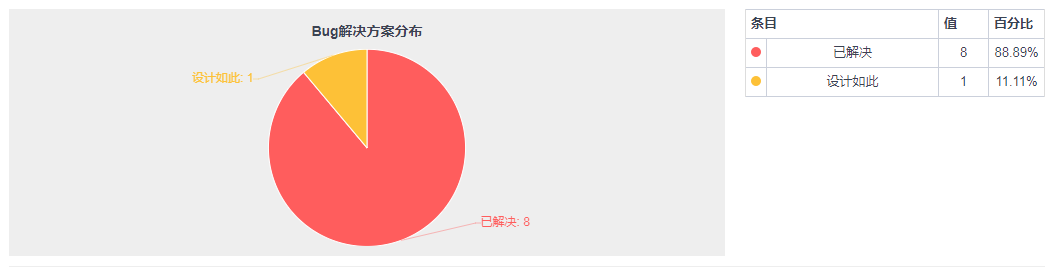 Bug解决方案分布
设计如此: 1
已解决: 8
条目 值 百分比
已解决 8 88.89%
设计如此 1 11.11%